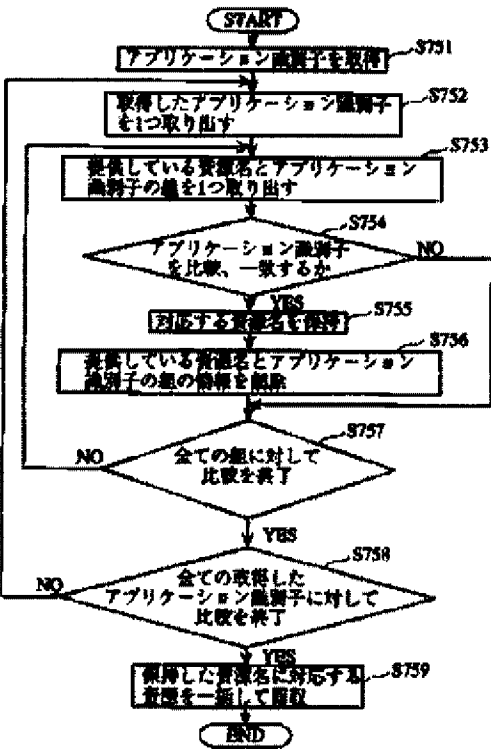 START
アプリケーション識別子を取得
S751
取得したアプリケーション識別子
を1つ取り出す
S752
提供している資源名とアプリケーション
識別子の組を1つ取り出す
S753
アプリケーション識別子
を比較、一致するか
S754
NO
YES
対応する資源名を保持
S755
提供している資源名とアプリケーション
識別子の組の情報を削除
S756
全ての組に対して
比較を終了
S757
NO
YES
全ての取得した
アプリケーション識別子に対して
比較を終了
S758
NO
YES
保持した資源名に対応する
資源を一括して回収
S759
END